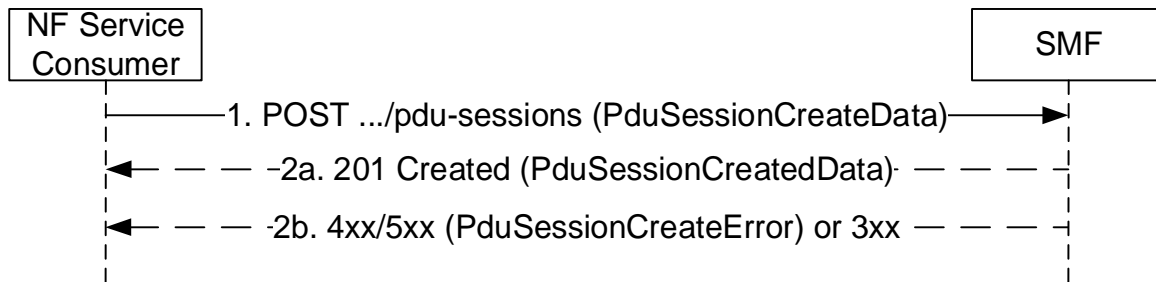 NF Service
Consumer
SMF
1. POST .../pdu-sessions (PduSessionCreateData)
2a. 201 Created (PduSessionCreatedData)
2b. 4xx/5xx (PduSessionCreateError) or 3xx